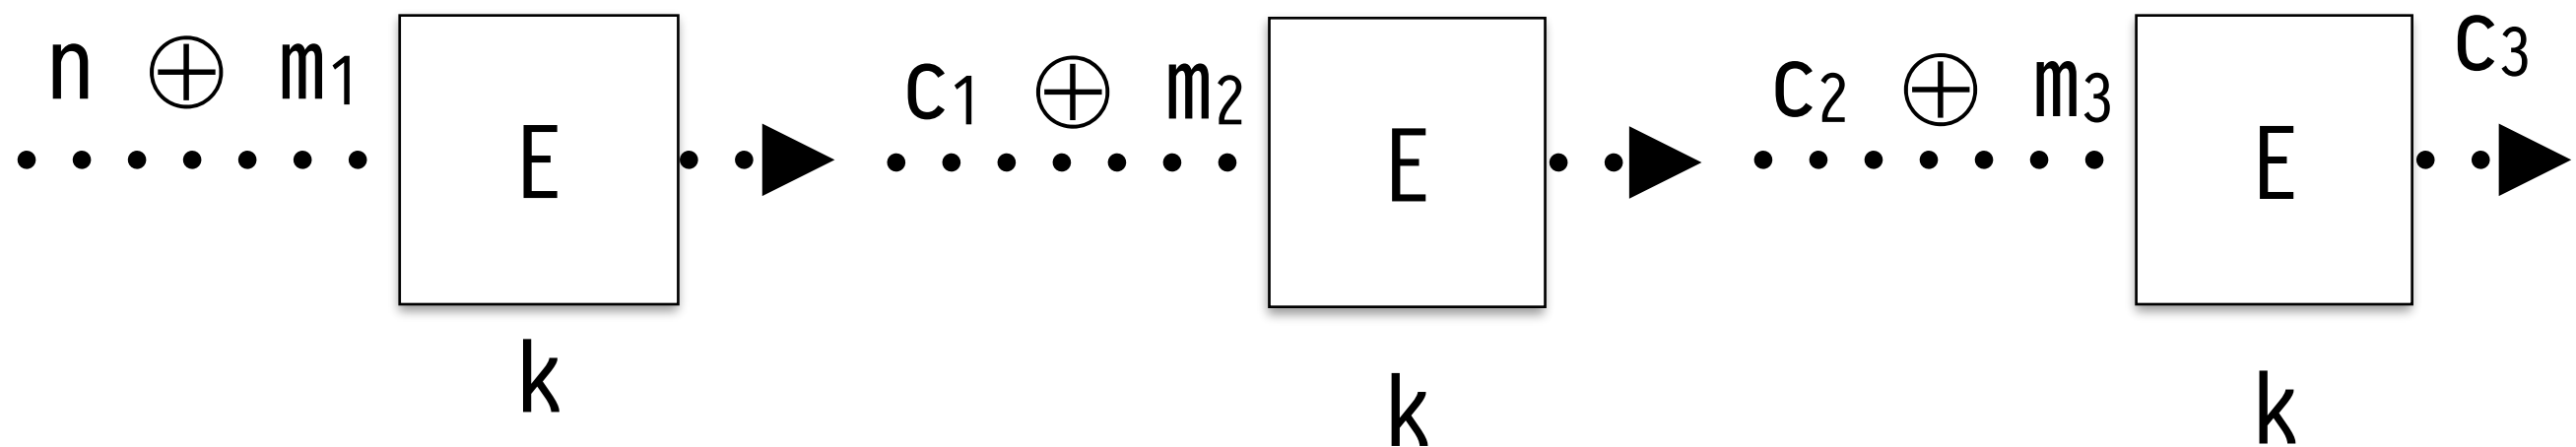 n ⊕ m1 E c1 ⊕ m2 E c2 ⊕ m3 E c3
k k k